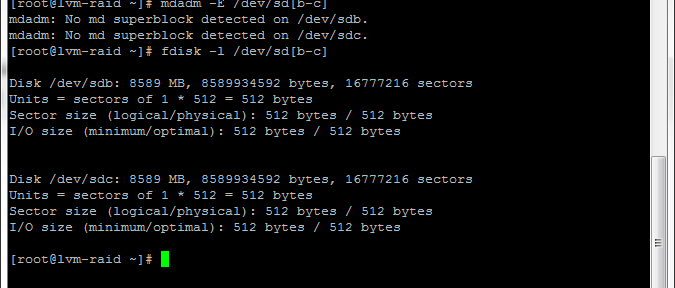 [root@lvm-raid ~]# mdadm -E /dev/sd[b-c]
mdadm: No md superblock detected on /dev/sdb.
mdadm: No md superblock detected on /dev/sdc.
[root@lvm-raid ~]# fdisk -l /dev/sd[b-c]
Disk /dev/sdb: 8589 MB, 8589934592 bytes, 16777216 sectors
Units = sectors of 1 * 512 = 512 bytes
Sector size (logical/physical): 512 bytes / 512 bytes
I/O size (minimum/optimal): 512 bytes / 512 bytes
Disk /dev/sdc: 8589 MB, 8589934592 bytes, 16777216 sectors
Units = sectors of 1 * 512 = 512 bytes
Sector size (logical/physical): 512 bytes / 512 bytes
I/O size (minimum/optimal): 512 bytes / 512 bytes
[root@lvm-raid ~]#